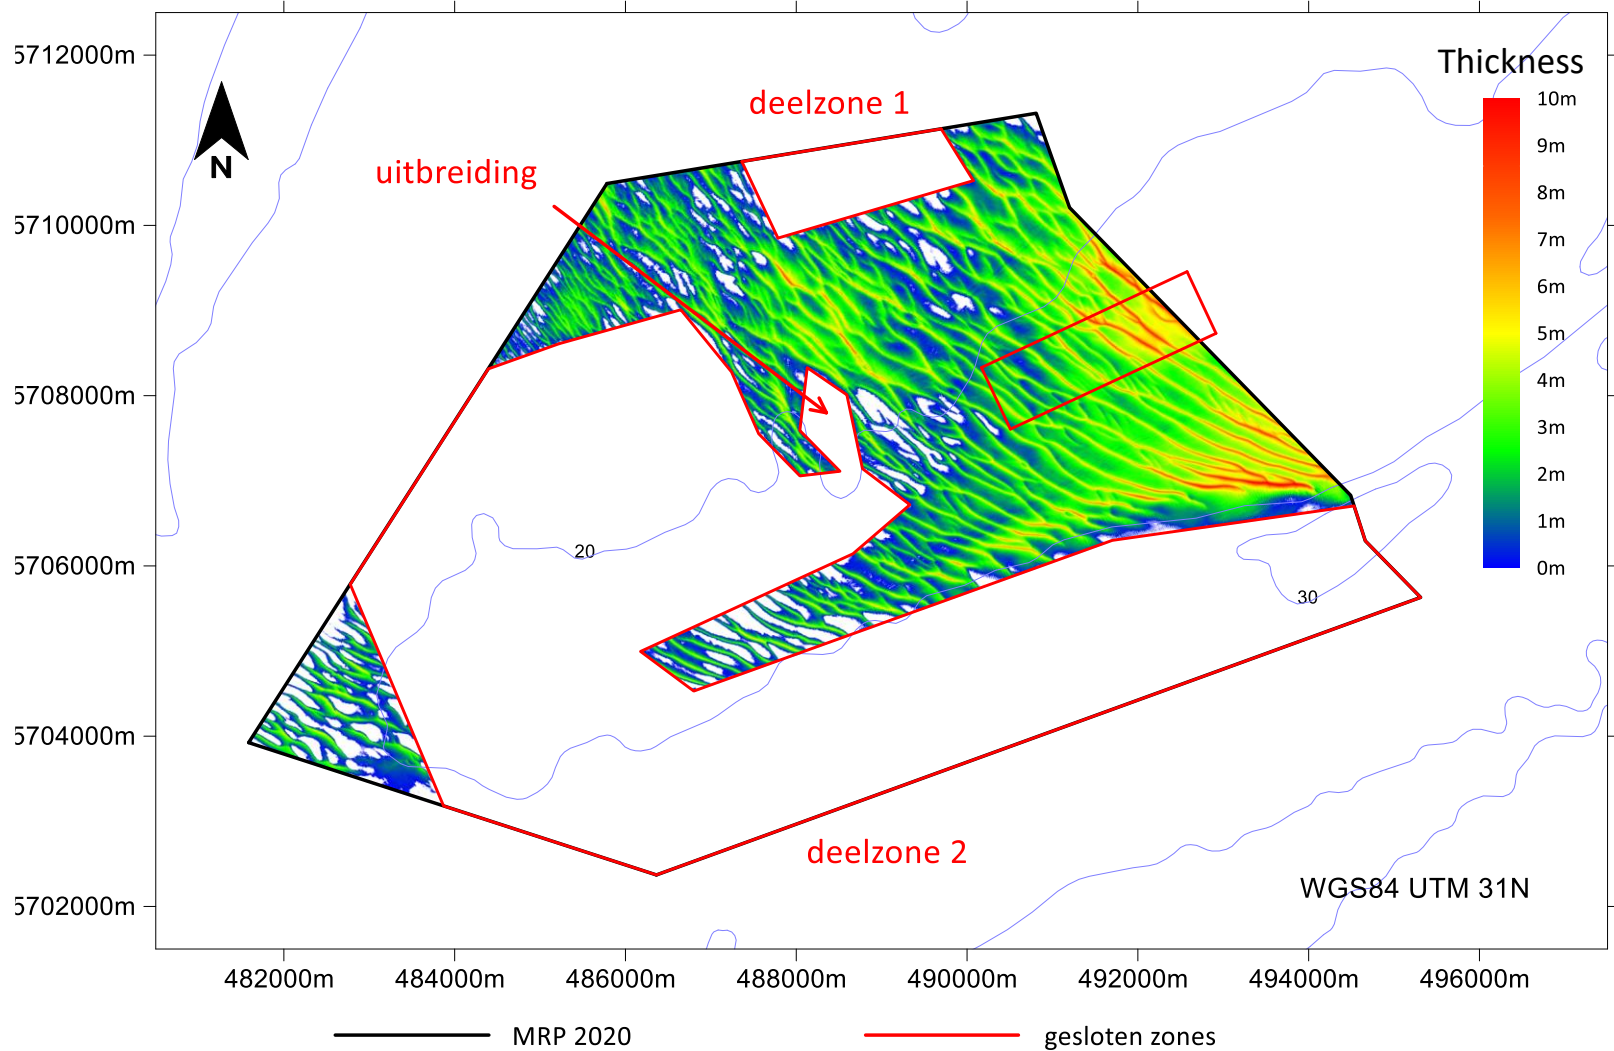 5712000m
5710000m
5708000m
5706000m
5704000m
5702000m
N
deelzone 1
uitbreiding
Thickness
10m
9m
8m
7m
6m
5m
4m
3m
2m
1m
0m
20
30
deelzone 2
WGS84 UTM 31N
482000m 484000m 486000m 488000m 490000m 492000m 494000m 496000m
MRP 2020 gesloten zones